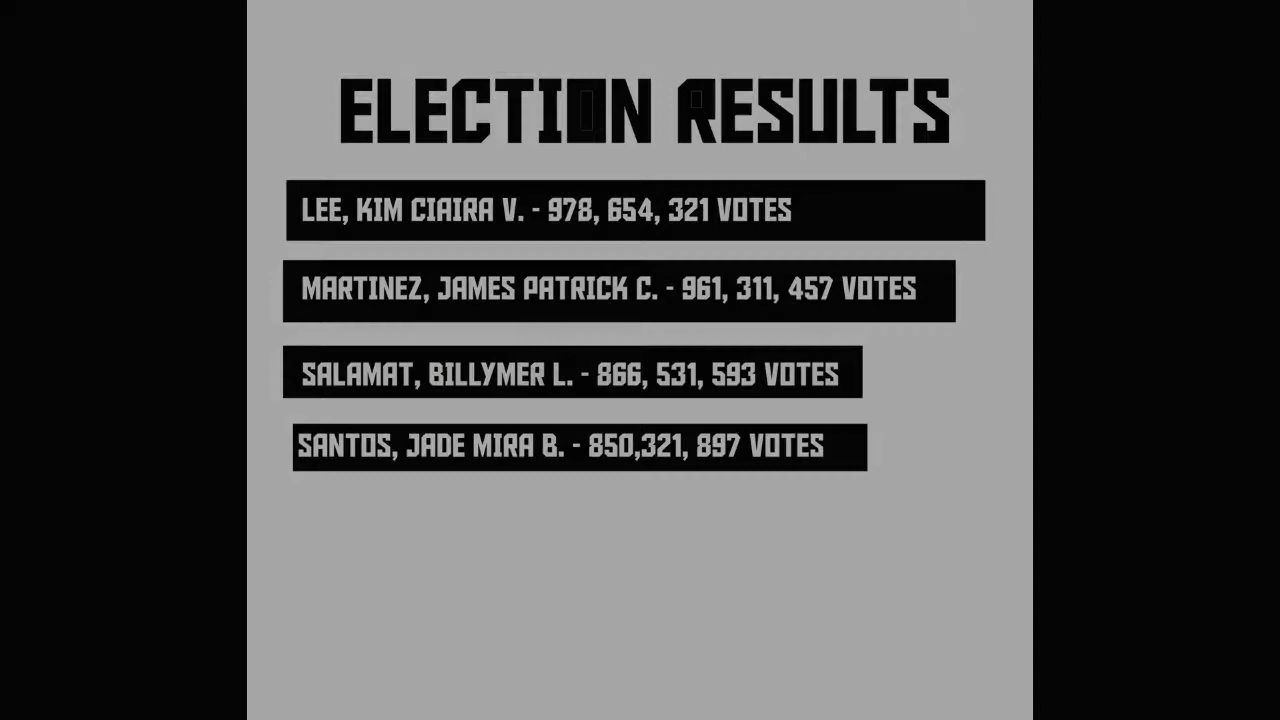 ELECTION RESULTS
LEE, KIM CIAIRA V. - 978, 654, 321 VOTES
MARTINEZ, JAMES PATRICK C. - 961, 311, 457 VOTES
SALAMAT, BILLYMER L. - 866, 531, 593 VOTES
SANTOS, JADE MIRA B. - 850,321, 897 VOTES